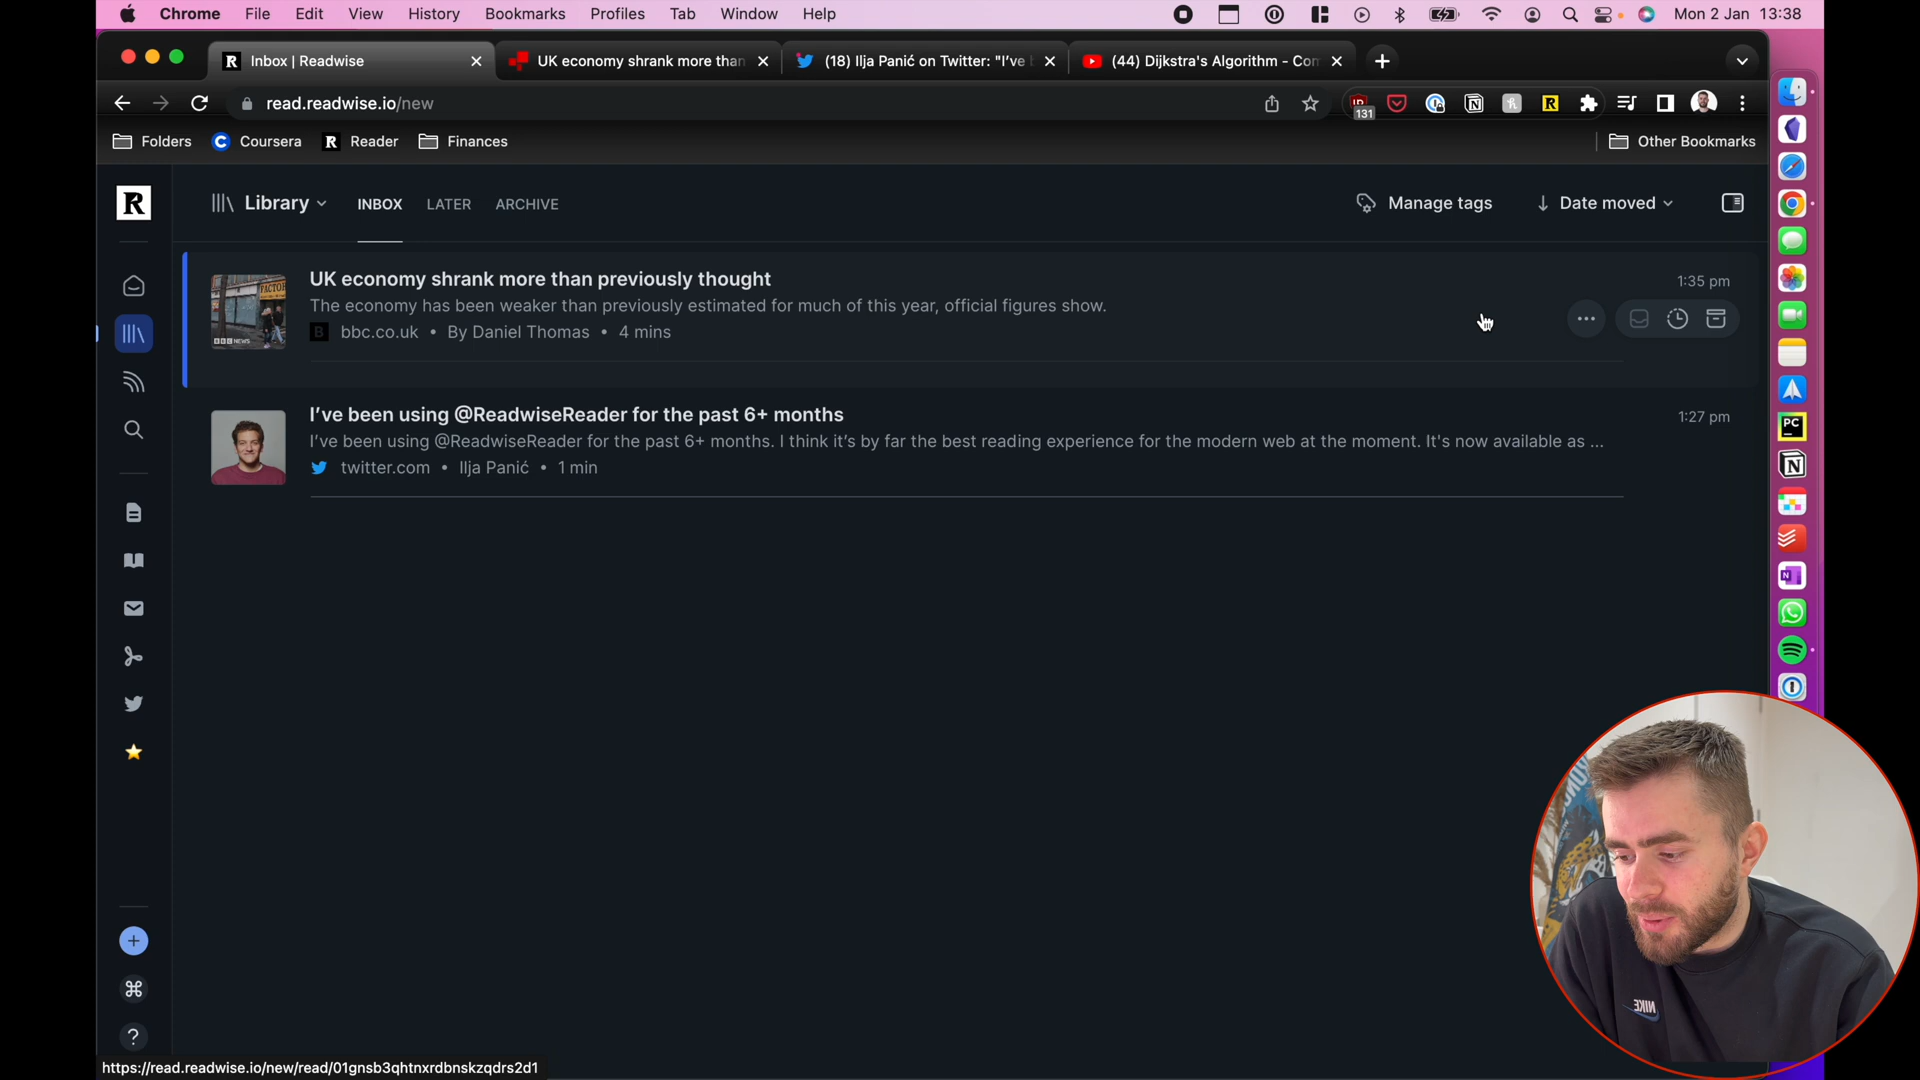 Chrome File Edit View History Bookmarks Profiles Tab Window Help Mon 2 Jan 13:38
R Inbox | Readwise UK economy shrank more than (18) Ilja Panić on Twitter: "I've (44) Dijkstra's Algorithm - Com
read.readwise.io/new
131
Folders Coursera R Reader Finances Other Bookmarks
R Library INBOX LATER ARCHIVE Manage tags Date moved
UK economy shrank more than previously thought 1:35 pm
The economy has been weaker than previously estimated for much of this year, official figures show.
B bbc.co.uk • By Daniel Thomas • 4 mins
FACTOR
BBC NEWS
I've been using @ReadwiseReader for the past 6+ months 1:27 pm
I've been using @ReadwiseReader for the past 6+ months. I think it's by far the best reading experience for the modern web at the moment. It's now available as ...
twitter.com • Ilja Panić • 1 min
PC
NIKE
https://read.readwise.io/new/read/01gnsb3qhtnxrdbnskzqdrs2d1